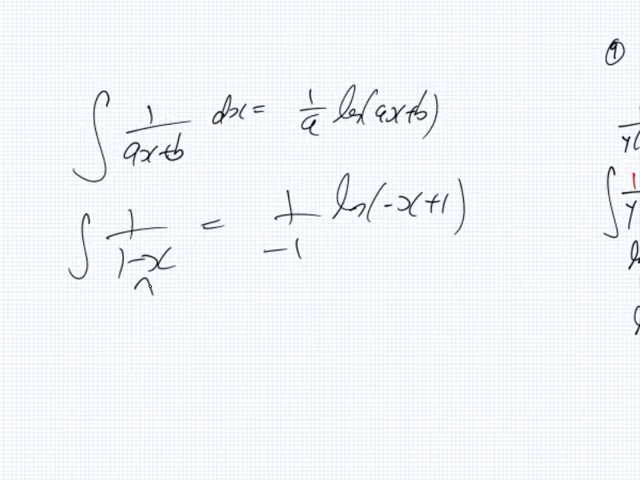 ∫ 1/(ax+b) dx = 1/a ln(ax+b)
∫ 1/(1-x) = 1/-1 ln(-x+1)